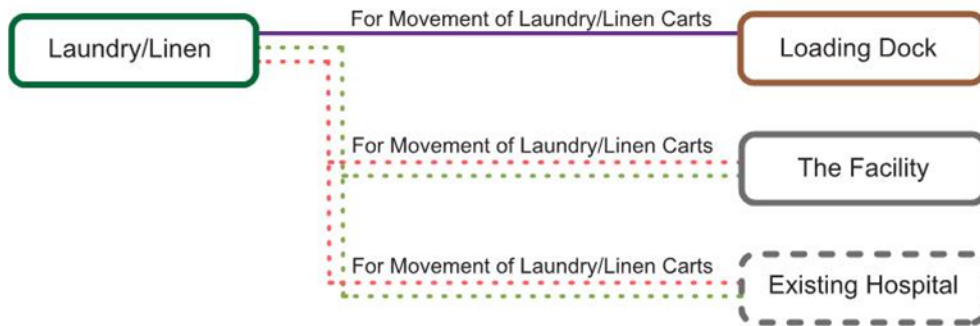 For Movement of Laundry/Linen Carts
Laundry/Linen
Loading Dock
For Movement of Laundry/Linen Carts
The Facility
For Movement of Laundry/Linen Carts
Existing Hospital